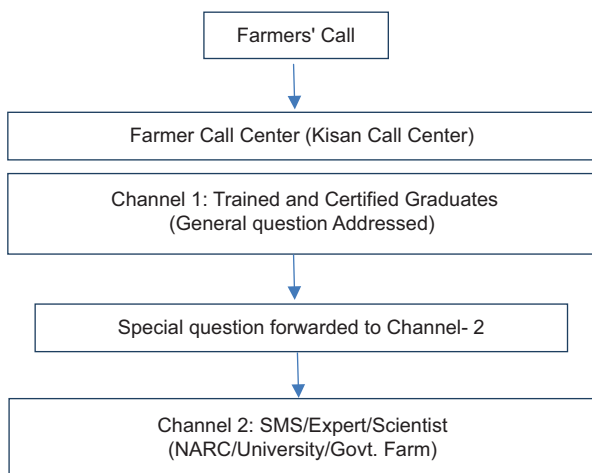 Farmers' Call
Farmer Call Center (Kisan Call Center)
Channel 1: Trained and Certified Graduates
(General question Addressed)
Special question forwarded to Channel- 2
Channel 2: SMS/Expert/Scientist
(NARC/University/Govt. Farm)